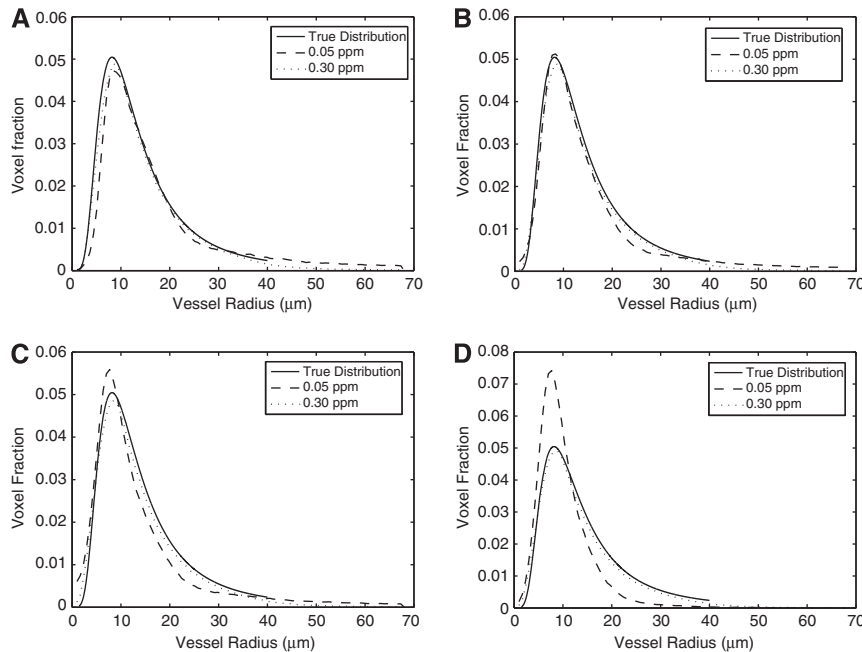 A
0.06
0.05
0.04
0.03
0.02
0.01
0
Voxel fraction
True Distribution
0.05 ppm
0.30 ppm
0 10 20 30 40 50 60 70
Vessel Radius (μm)
B
0.06
0.05
0.04
0.03
0.02
0.01
0
Voxel Fraction
True Distribution
0.05 ppm
0.30 ppm
0 10 20 30 40 50 60 70
Vessel Radius (μm)
C
0.06
0.05
0.04
0.03
0.02
0.01
0
Voxel Fraction
True Distribution
0.05 ppm
0.30 ppm
0 10 20 30 40 50 60 70
Vessel Radius (μm)
D
0.08
0.07
0.06
0.05
0.04
0.03
0.02
0.01
0
Voxel Fraction
True Distribution
0.05 ppm
0.30 ppm
0 10 20 30 40 50 60 70
Vessel Radius (μm)